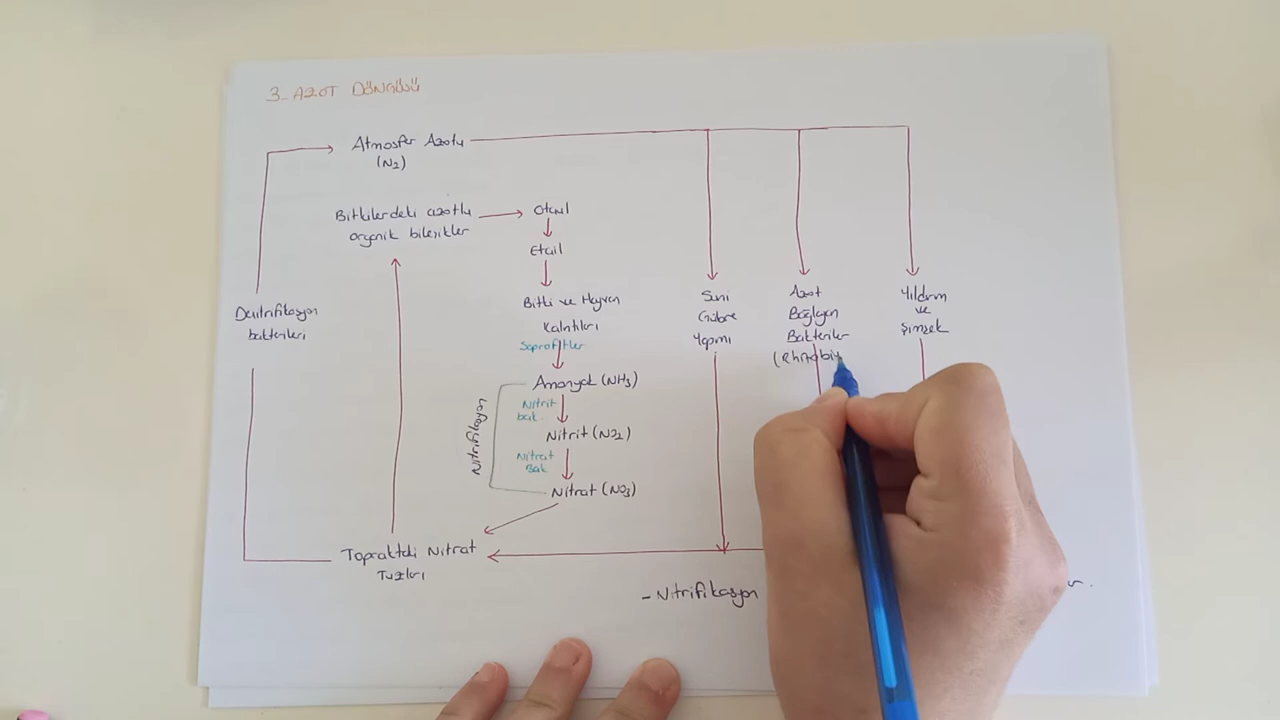 3- AZOT DÖNGÜSÜ
Atmosfer Azotu
(N2)
Bitkilerdeki azotlu
organik bileşikler
Otçul
Etçil
Bitki ve Hayvan
Kalıntıları
Saprofitler
Amonyak (NH3)
Nitrit
bak.
Nitrit (NO2)
Nitrat
Bak
Nitrat (NO3)
Nitrifikasyon
Denitrifikasyon
bakterileri
Topraktaki Nitrat
Tuzları
Suni
Gübre
Yapımı
Azot
Bağlayan
Bakteriler
(Rhizobiu
Yıldırım
ve
Şimşek
- Nitrifikasyon